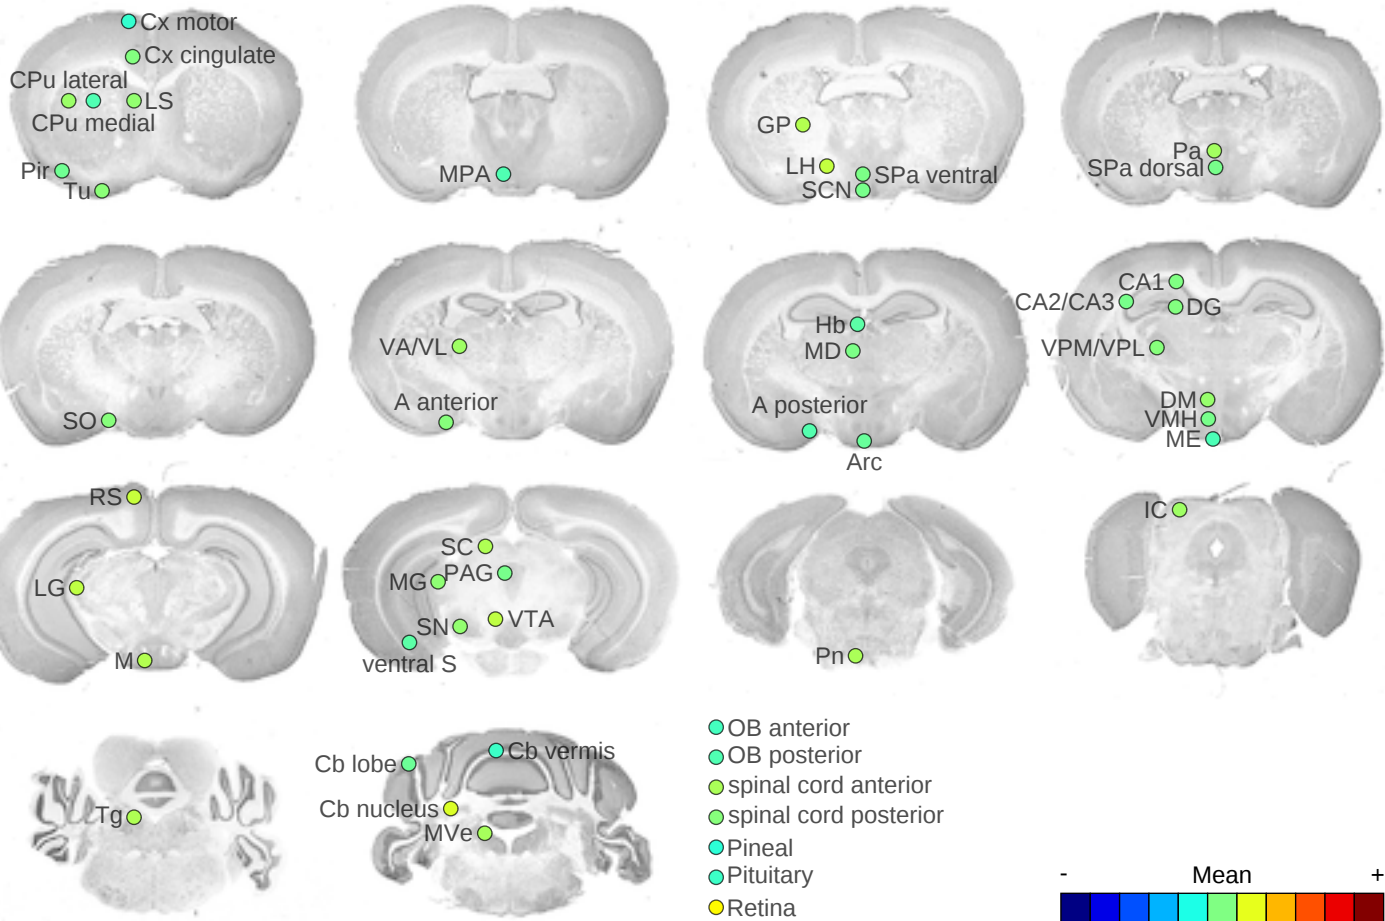 Cx motor
Cx cingulate
CPu lateral
LS
CPu medial
Pir
Tu
MPA
GP
LH
SPa ventral
SCN
Pa
SPa dorsal
SO
VA/VL
A anterior
Hb
MD
A posterior
Arc
CA1
CA2/CA3
DG
VPM/VPL
DM
VMH
ME
RS
LG
M
SC
MG
PAG
SN
VTA
ventral S
Pn
IC
Tg
Cb lobe
Cb vermis
Cb nucleus
MVe
OB anterior
OB posterior
spinal cord anterior
spinal cord posterior
Pineal
Pituitary
Retina
- Mean +